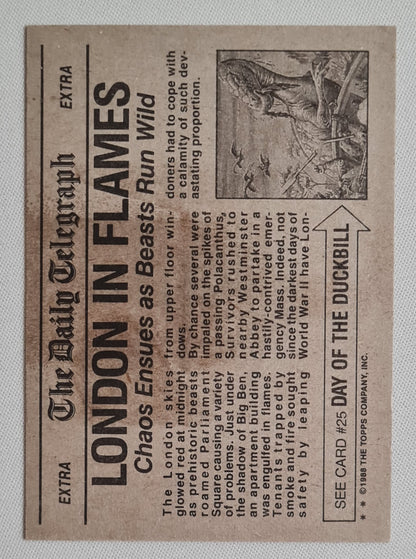 EXTRA The Daily Telegraph EXTRA
LONDON IN FLAMES
Chaos Ensues as Beasts Run Wild
The London skies
glowed red at midnight
as prehistoric beasts
roamed Parliament
Square causing a variety
of problems. Just under
the shadow of Big Ben,
an apartment building
was engulfed in flames.
Tenants trapped by
smoke and fire sought
safety by leaping
from upper floor win-
dows.
By chance several were
impaled on the spikes of
a passing Polacanthus,
Survivors rushed to
nearby Westminster
Abbey to partake in a
hastily-contrived emer-
gency Mass. Indeed, not
since the darkest days of
World War II have Lon-
doners had to cope with
a calamity of such dev-
astating proportion.
SEE CARD #25 DAY OF THE DUCKBILL
* * ©1988 THE TOPPS COMPANY, INC.